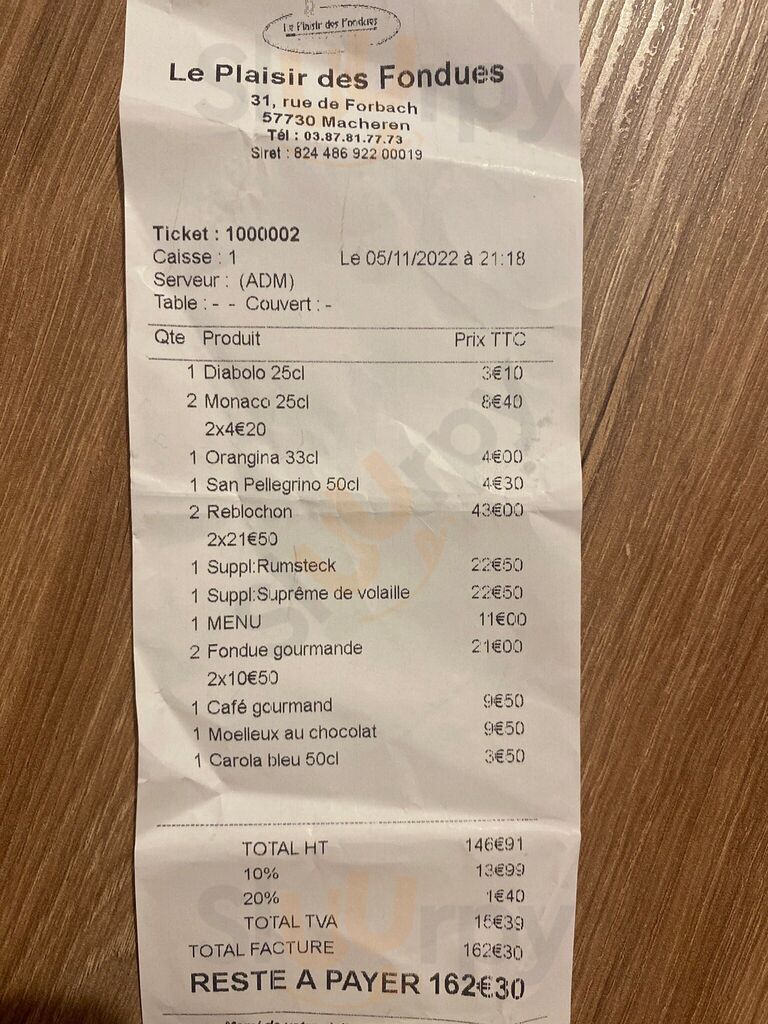 Le Plaisir des Fondues
Le Plaisir des Fondues
31, rue de Forbach
57730 Macheren
Tél : 03.87.81.77.73
Siret : 824 486 922 00019
Ticket : 1000002
Caisse : 1 Le 05/11/2022 à 21:18
Serveur : (ADM)
Table : - - Couvert : -
Qte Produit Prix TTC
1 Diabolo 25cl 3€10
2 Monaco 25cl 8€40
2x4€20
1 Orangina 33cl 4€00
1 San Pellegrino 50cl 4€30
2 Reblochon 43€00
2x21€50
1 Suppl:Rumsteck 22€50
1 Suppl:Suprême de volaille 22€50
1 MENU 11€00
2 Fondue gourmande 21€00
2x10€50
1 Café gourmand 9€50
1 Moelleux au chocolat 9€50
1 Carola bleu 50cl 3€50
TOTAL HT 146€91
10% 13€99
20% 1€40
TOTAL TVA 15€39
TOTAL FACTURE 162€30
RESTE A PAYER 162€30